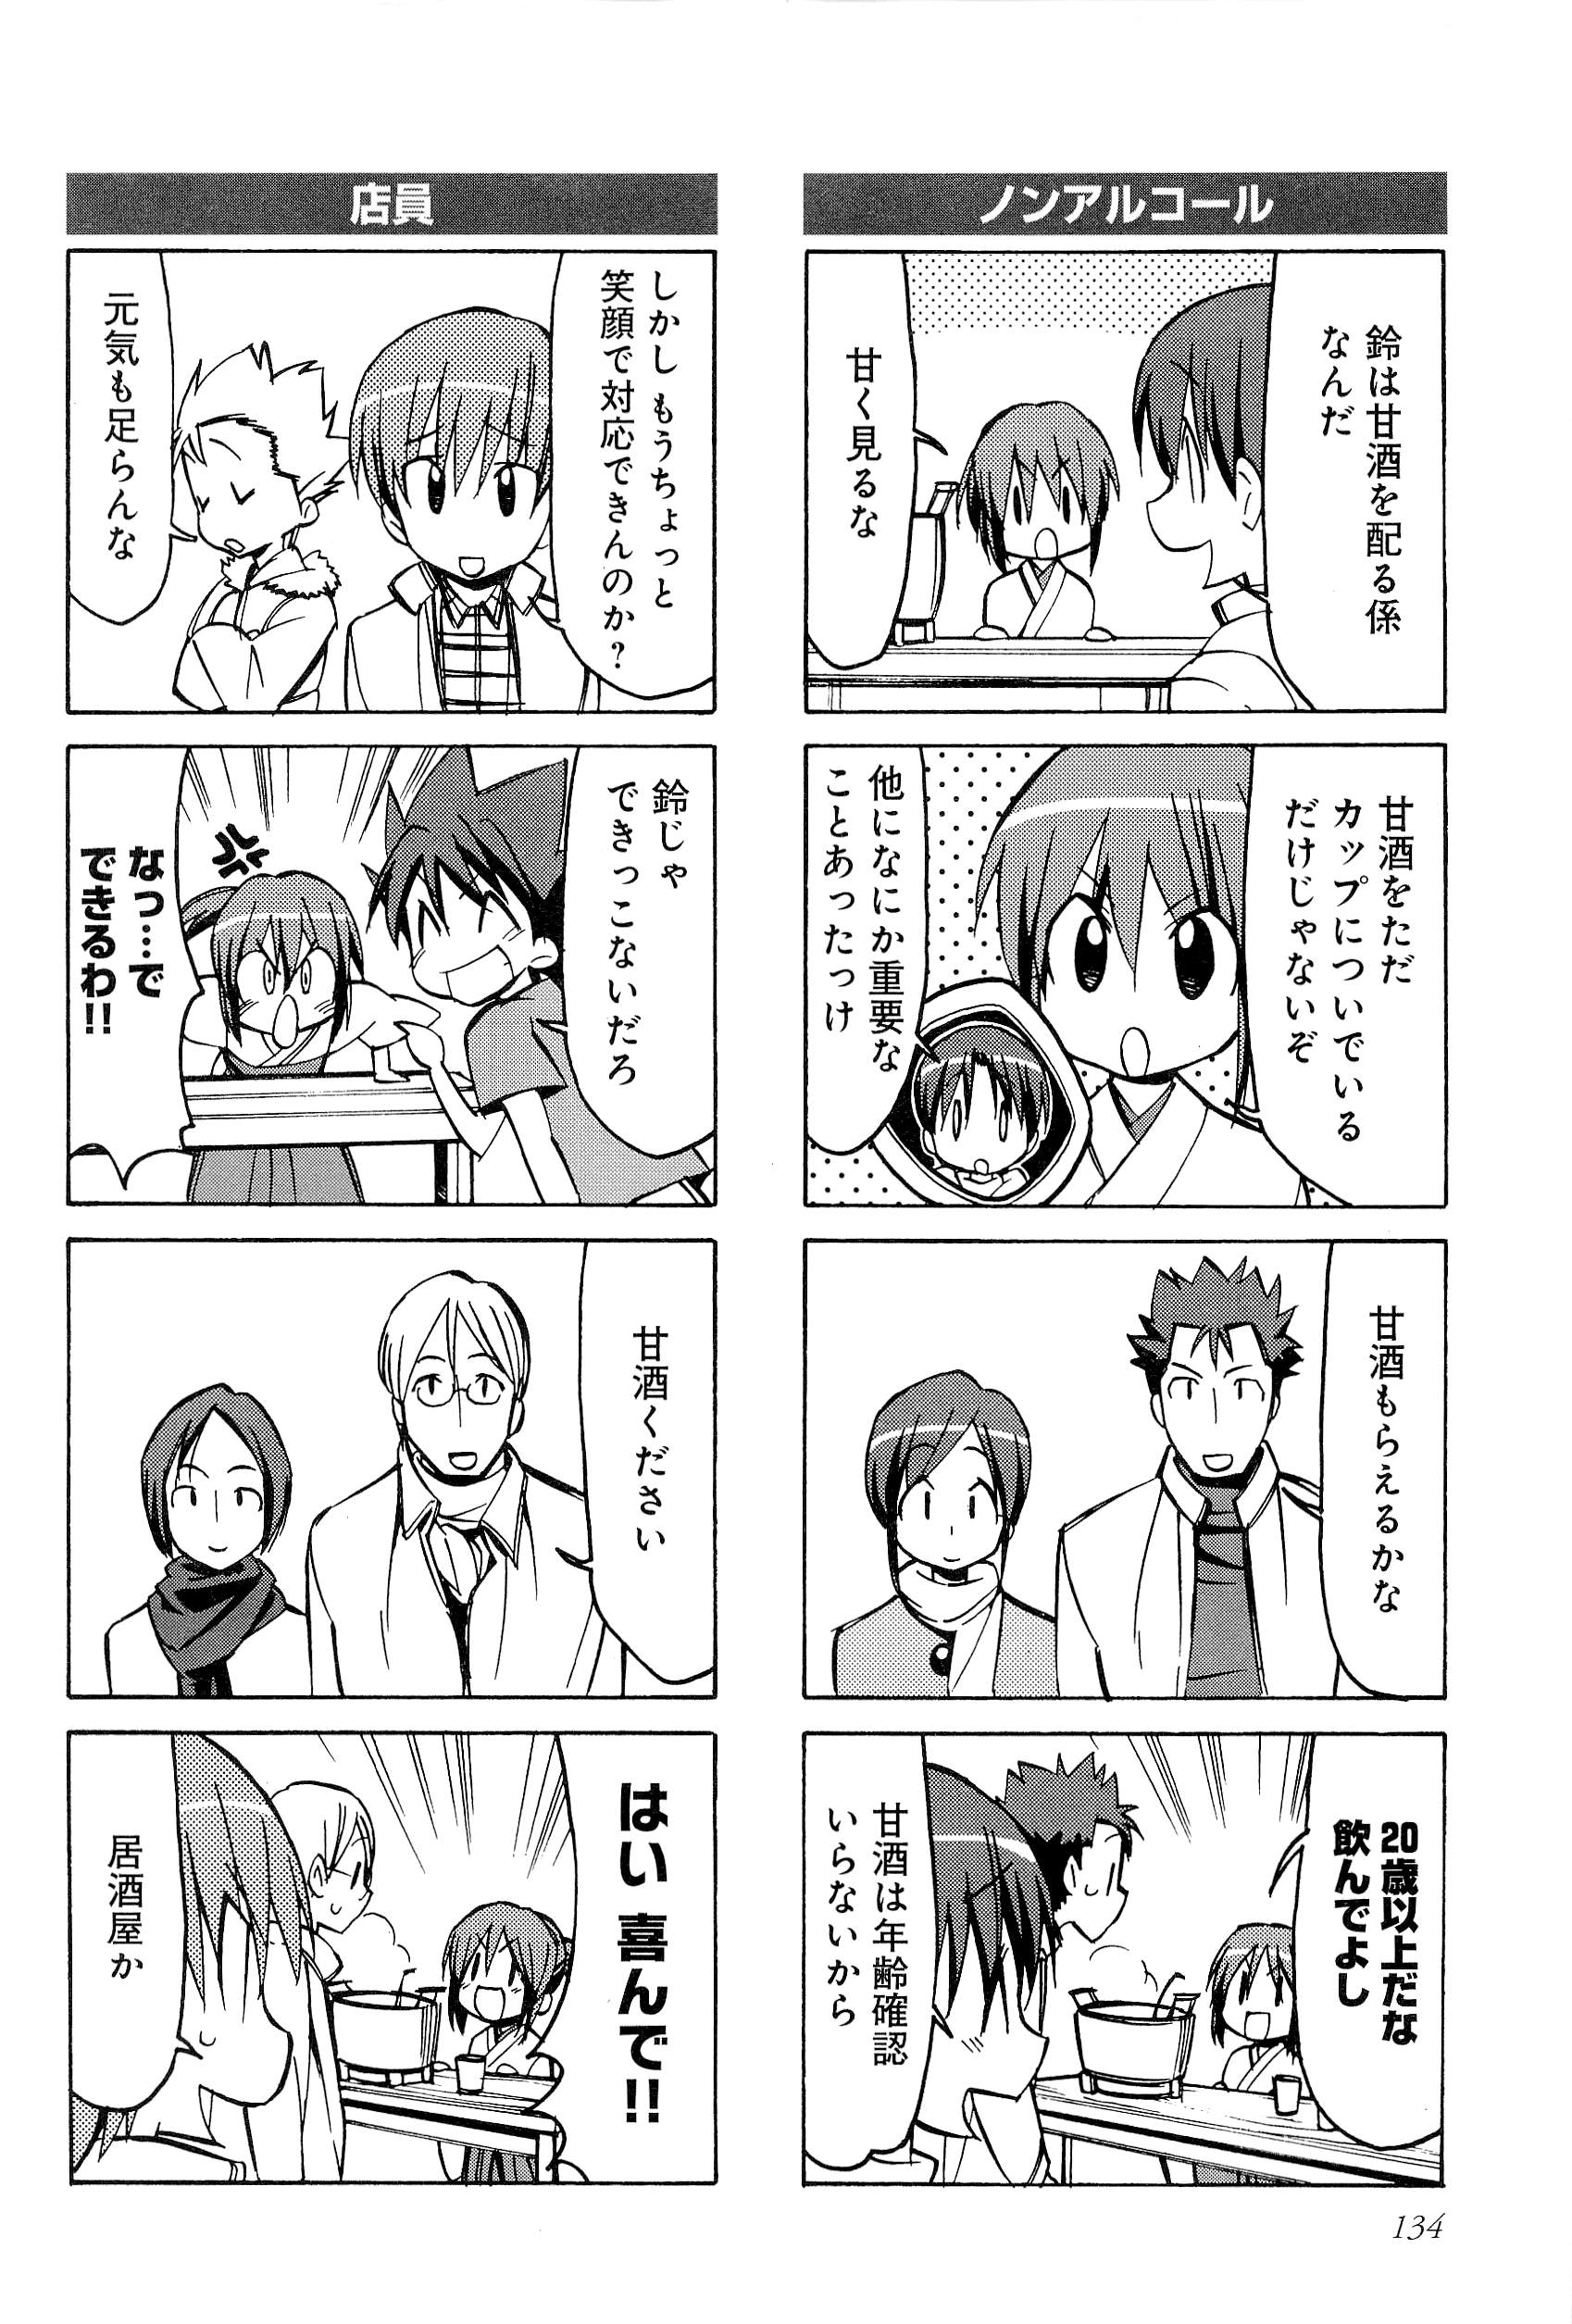 ノンアルコール
鈴は甘酒を配る係
なんだ
甘く見るな
甘酒をただ
カップについでいる
だけじゃないぞ
他になにか重要な
ことあったっけ
甘酒もらえるかな
20歳以上だな
飲んでよし
甘酒は年齢確認
いらないから
店員
しかし もうちょっと
笑顔で対応できんのか？
元気も足らんな
鈴じゃ
できっこないだろ
なっ…で
できるわ!!
甘酒ください
はい 喜んで!!
居酒屋か
134